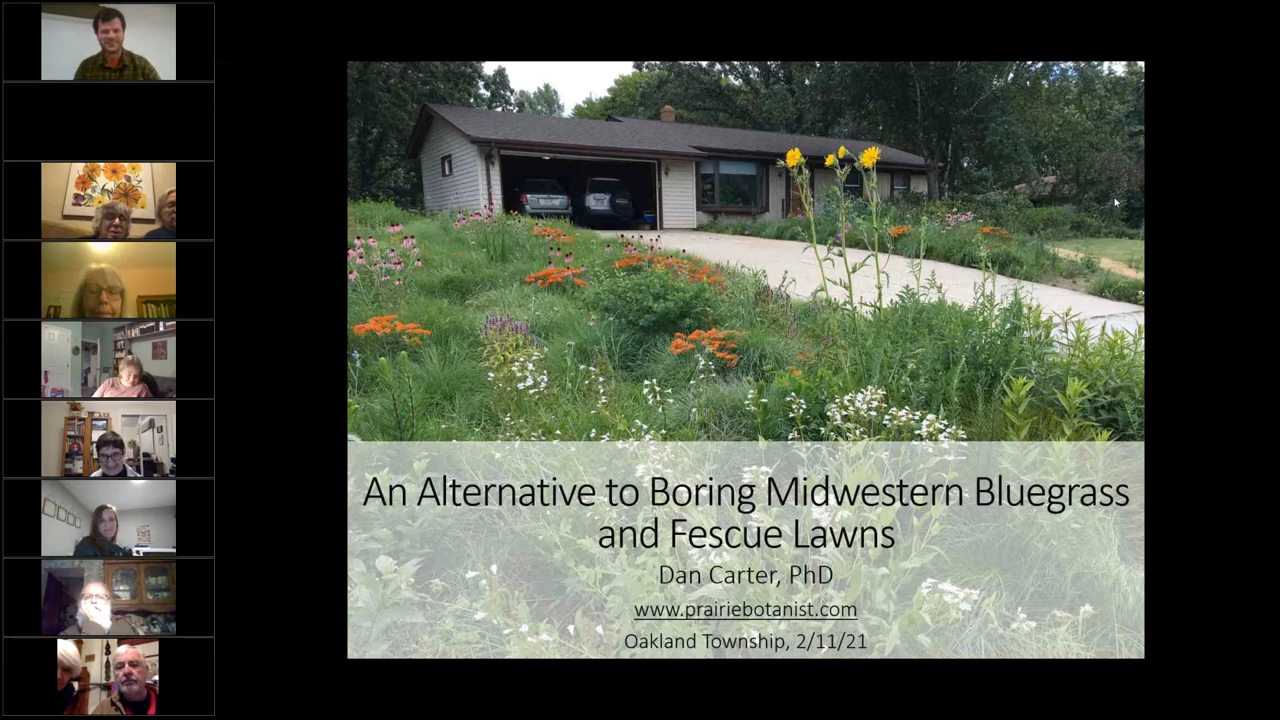 An Alternative to Boring Midwestern Bluegrass
and Fescue Lawns
Dan Carter, PhD
www.prairiebotanist.com
Oakland Township, 2/11/21